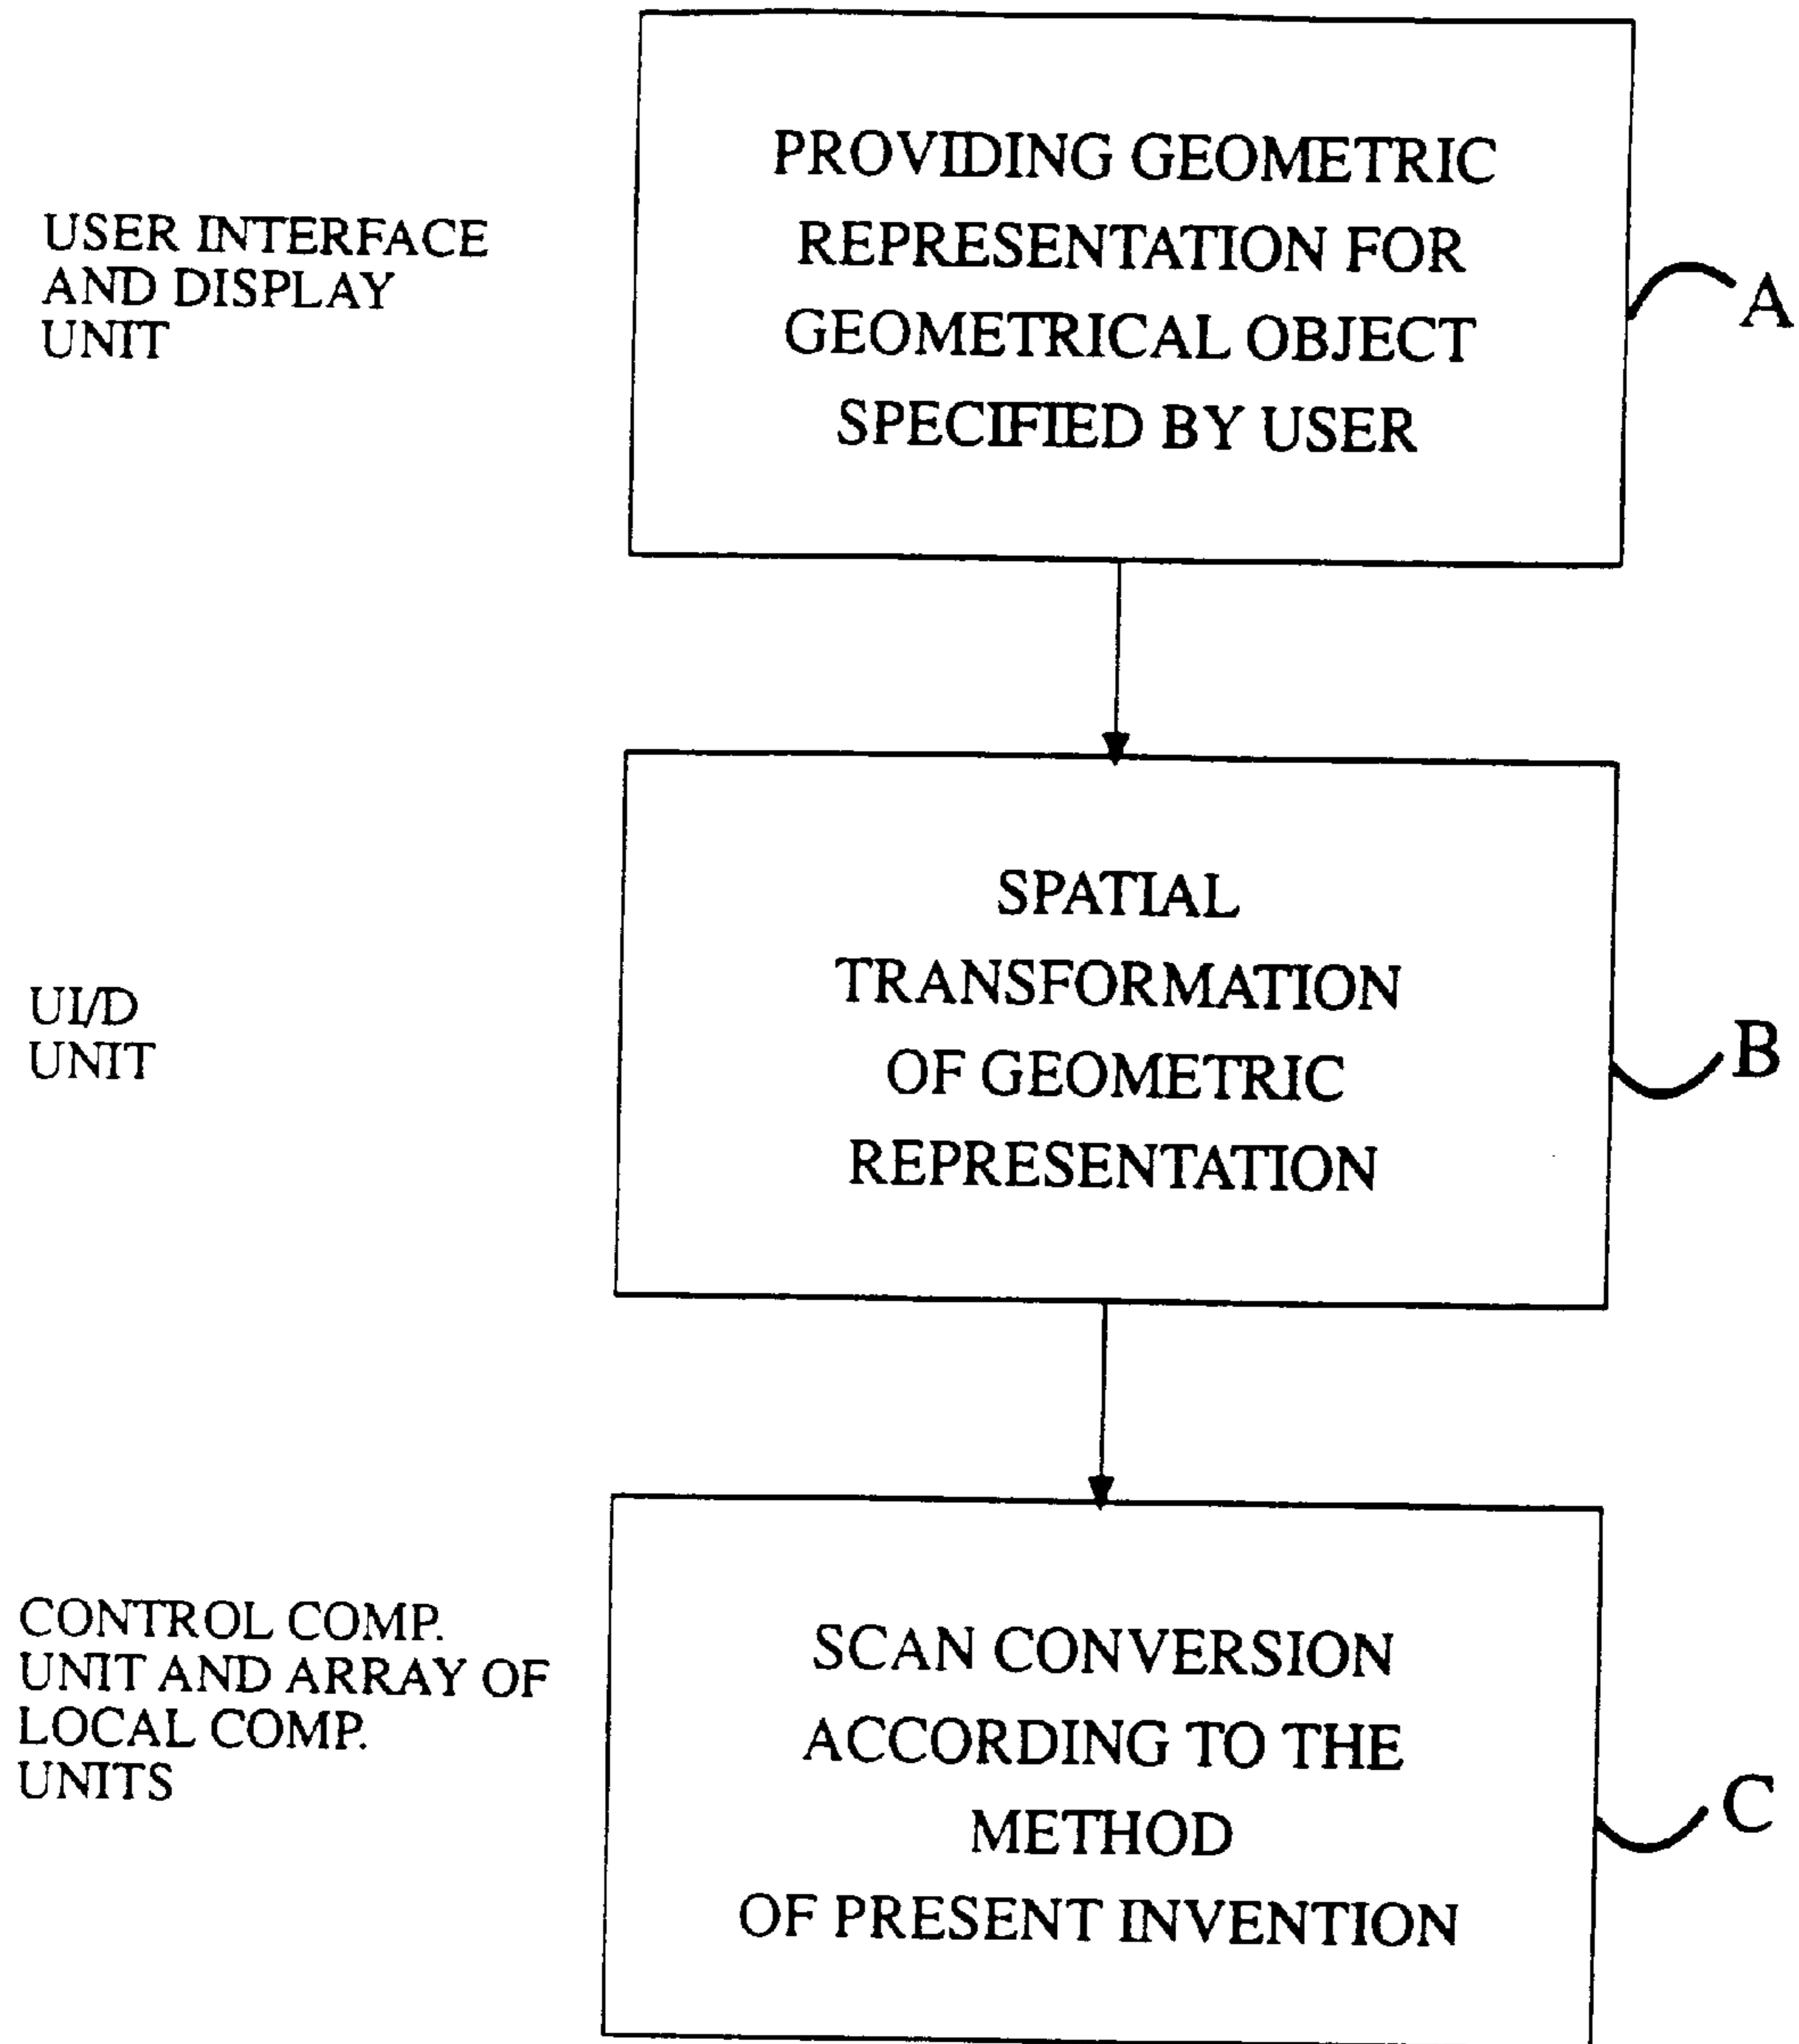 USER INTERFACE
AND DISPLAY
UNIT
PROVIDING GEOMETRIC
REPRESENTATION FOR
GEOMETRICAL OBJECT
SPECIFIED BY USER
A
UI/D
UNIT
SPATIAL
TRANSFORMATION
OF GEOMETRIC
REPRESENTATION
B
CONTROL COMP.
UNIT AND ARRAY OF
LOCAL COMP.
UNITS
SCAN CONVERSION
ACCORDING TO THE
METHOD
OF PRESENT INVENTION
C